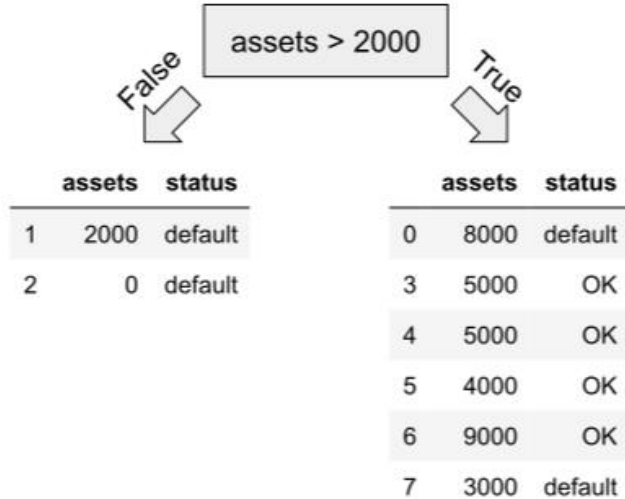 assets > 2000
False
True
assets status
1 2000 default
2 0 default
assets status
0 8000 default
3 5000 OK
4 5000 OK
5 4000 OK
6 9000 OK
7 3000 default